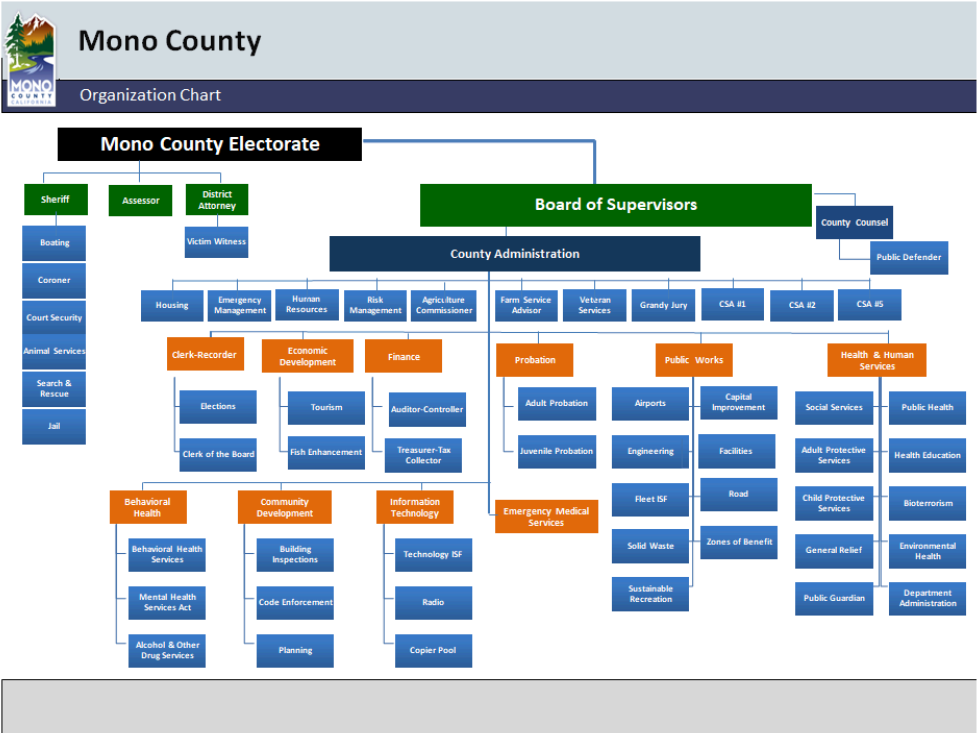 Mono County
MONO
COUNTY
CALIFORNIA
Organization Chart
Mono County Electorate
Sheriff
Assessor
District
Attorney
Board of Supervisors
County Counsel
Public Defender
Boating
Coroner
Court Security
Animal Services
Search &
Rescue
Jail
Victim Witness
County Administration
Housing
Emergency
Management
Human
Resources
Risk
Management
Agriculture
Commissioner
Farm Service
Advisor
Veteran
Services
Grandy Jury
CSA #1
CSA #2
CSA #5
Clerk-Recorder
Economic
Development
Finance
Probation
Public Works
Health & Human
Services
Elections
Clerk of the Board
Tourism
Fish Enhancement
Auditor-Controller
Treasurer-Tax
Collector
Adult Probation
Juvenile Probation
Airports
Engineering
Fleet ISF
Solid Waste
Sustainable
Recreation
Capital
Improvement
Facilities
Road
Zones of Benefit
Social Services
Adult Protective
Services
Child Protective
Services
General Relief
Public Guardian
Public Health
Health Education
Bioterrorism
Environmental
Health
Department
Administration
Behavioral
Health
Community
Development
Information
Technology
Emergency Medical
Services
Behavioral Health
Services
Mental Health
Services Act
Alcohol & Other
Drug Services
Building
Inspections
Code Enforcement
Planning
Technology ISF
Radio
Copier Pool